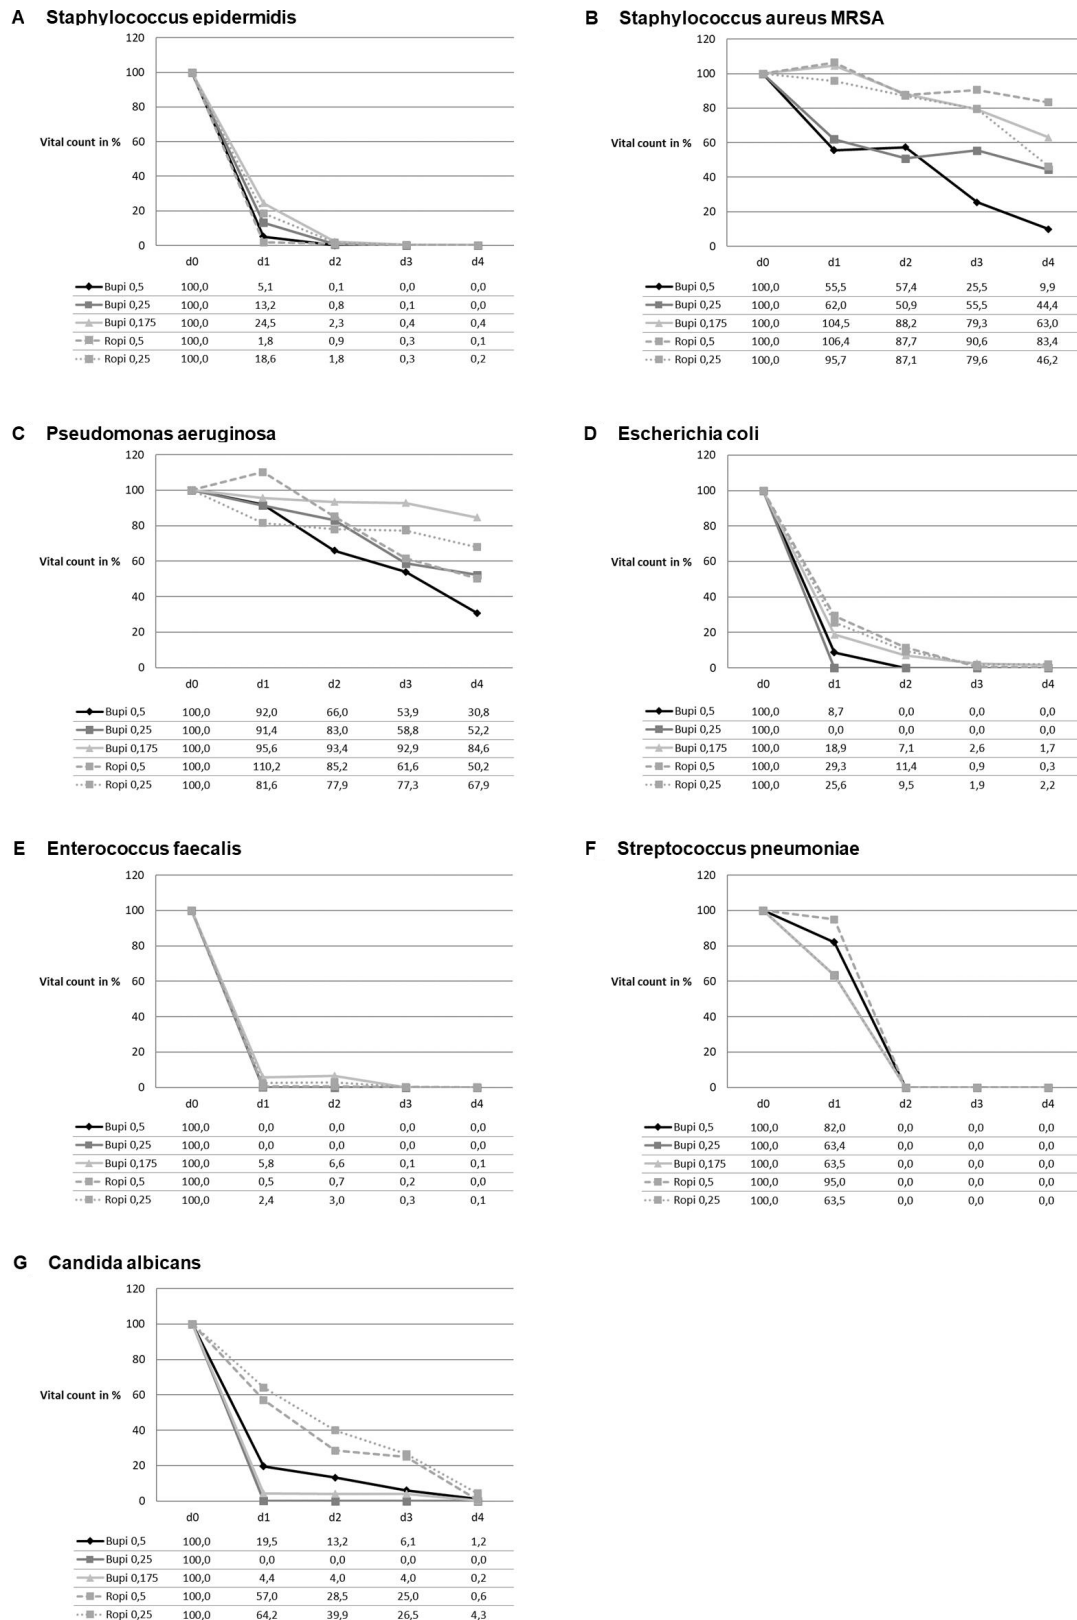 A Staphylococcus epidermidis
120
100
80
60
40
20
0
Vital count in %
d0 d1 d2 d3 d4
Bupi 0,5 100,0 5,1 0,1 0,0 0,0
Bupi 0,25 100,0 13,2 0,8 0,1 0,0
Bupi 0,175 100,0 24,5 2,3 0,4 0,4
Ropi 0,5 100,0 1,8 0,9 0,3 0,1
Ropi 0,25 100,0 18,6 1,8 0,3 0,2
B Staphylococcus aureus MRSA
120
100
80
60
40
20
0
Vital count in %
d0 d1 d2 d3 d4
Bupi 0,5 100,0 55,5 57,4 25,5 9,9
Bupi 0,25 100,0 62,0 50,9 55,5 44,4
Bupi 0,175 100,0 104,5 88,2 79,3 63,0
Ropi 0,5 100,0 106,4 87,7 90,6 83,4
Ropi 0,25 100,0 95,7 87,1 79,6 46,2
C Pseudomonas aeruginosa
120
100
80
60
40
20
0
Vital count in %
d0 d1 d2 d3 d4
Bupi 0,5 100,0 92,0 66,0 53,9 30,8
Bupi 0,25 100,0 91,4 83,0 58,8 52,2
Bupi 0,175 100,0 95,6 93,4 92,9 84,6
Ropi 0,5 100,0 110,2 85,2 61,6 50,2
Ropi 0,25 100,0 81,6 77,9 77,3 67,9
D Escherichia coli
120
100
80
60
40
20
0
Vital count in %
d0 d1 d2 d3 d4
Bupi 0,5 100,0 8,7 0,0 0,0 0,0
Bupi 0,25 100,0 0,0 0,0 0,0 0,0
Bupi 0,175 100,0 18,9 7,1 2,6 1,7
Ropi 0,5 100,0 29,3 11,4 0,9 0,3
Ropi 0,25 100,0 25,6 9,5 1,9 2,2
E Enterococcus faecalis
120
100
80
60
40
20
0
Vital count in %
d0 d1 d2 d3 d4
Bupi 0,5 100,0 0,0 0,0 0,0 0,0
Bupi 0,25 100,0 0,0 0,0 0,0 0,0
Bupi 0,175 100,0 5,8 6,6 0,1 0,1
Ropi 0,5 100,0 0,5 0,7 0,2 0,0
Ropi 0,25 100,0 2,4 3,0 0,3 0,1
F Streptococcus pneumoniae
120
100
80
60
40
20
0
Vital count in %
d0 d1 d2 d3 d4
Bupi 0,5 100,0 82,0 0,0 0,0 0,0
Bupi 0,25 100,0 63,4 0,0 0,0 0,0
Bupi 0,175 100,0 63,5 0,0 0,0 0,0
Ropi 0,5 100,0 95,0 0,0 0,0 0,0
Ropi 0,25 100,0 63,5 0,0 0,0 0,0
G Candida albicans
120
100
80
60
40
20
0
Vital count in %
d0 d1 d2 d3 d4
Bupi 0,5 100,0 19,5 13,2 6,1 1,2
Bupi 0,25 100,0 0,0 0,0 0,0 0,0
Bupi 0,175 100,0 4,4 4,0 4,0 0,2
Ropi 0,5 100,0 57,0 28,5 25,0 0,6
Ropi 0,25 100,0 64,2 39,9 26,5 4,3